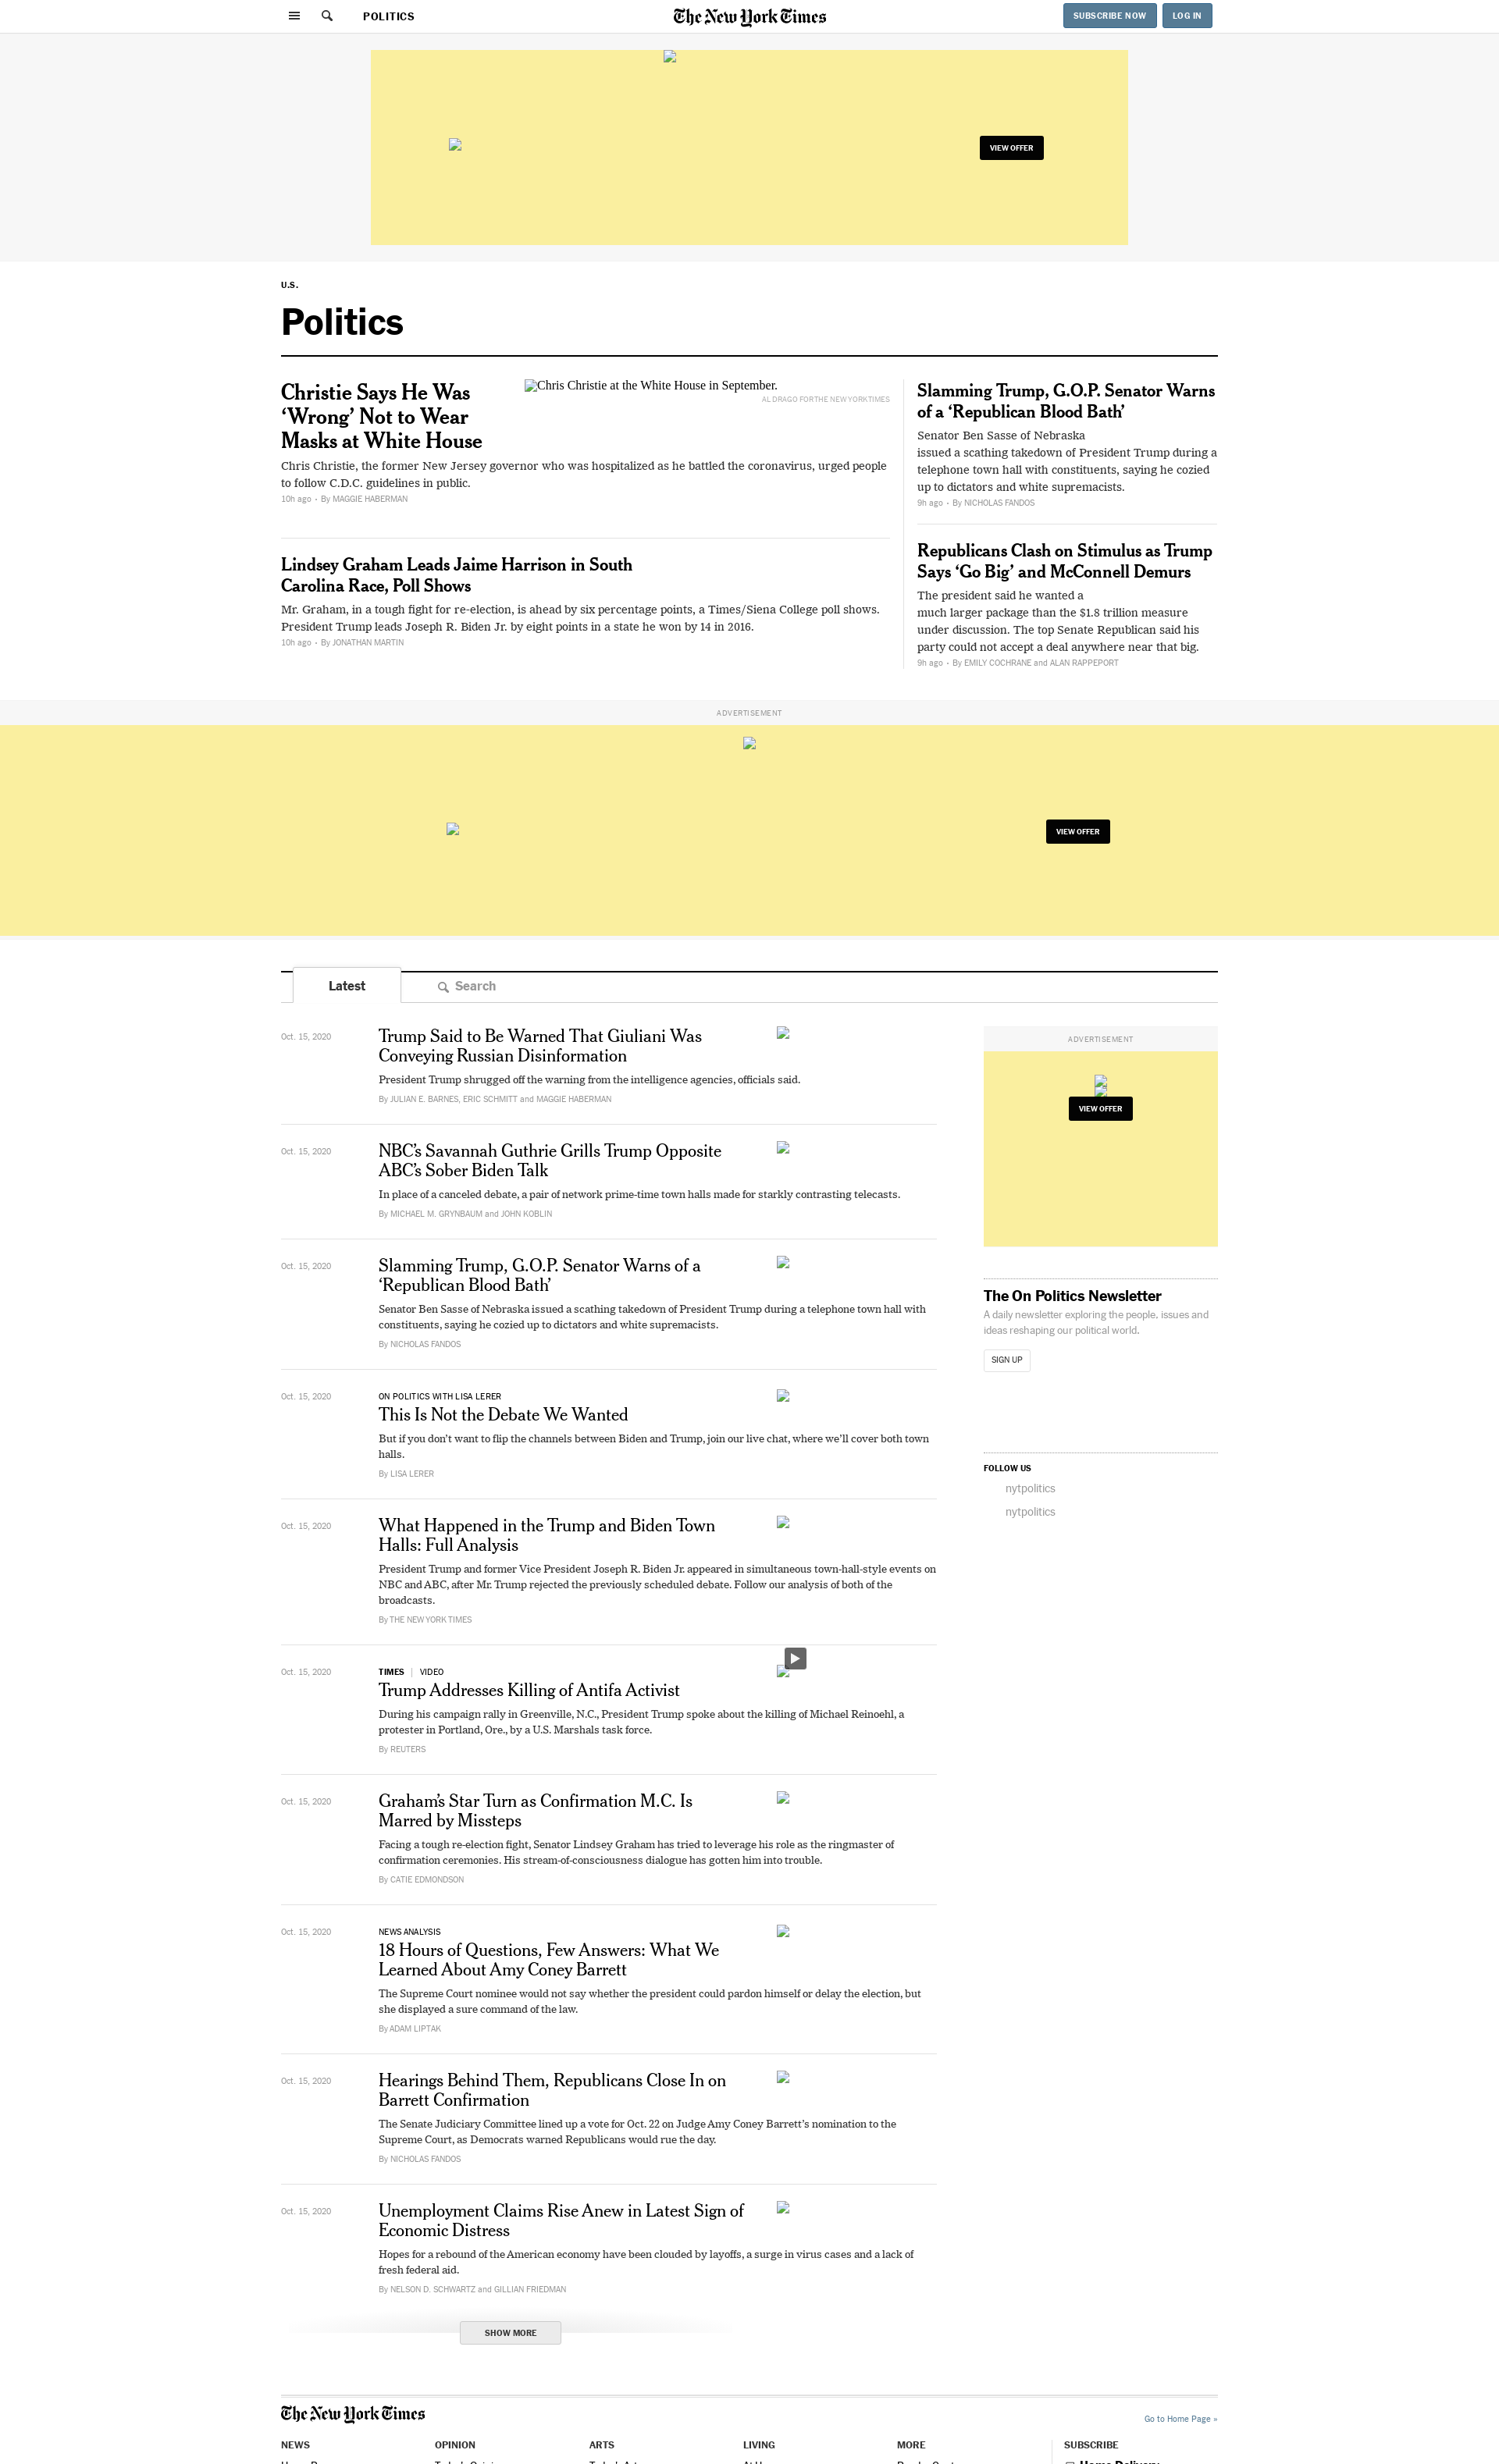 POLITICS
The New York Times
SUBSCRIBE NOW
LOG IN
VIEW OFFER
U.S.
Politics
Christie Says He Was
‘Wrong’ Not to Wear
Masks at White House
Chris Christie at the White House in September.
AL DRAGO FOR THE NEW YORK TIMES
Chris Christie, the former New Jersey governor who was hospitalized as he battled the coronavirus, urged people
to follow C.D.C. guidelines in public.
10h ago • By MAGGIE HABERMAN
Lindsey Graham Leads Jaime Harrison in South
Carolina Race, Poll Shows
Mr. Graham, in a tough fight for re-election, is ahead by six percentage points, a Times/Siena College poll shows.
President Trump leads Joseph R. Biden Jr. by eight points in a state he won by 14 in 2016.
10h ago • By JONATHAN MARTIN
Slamming Trump, G.O.P. Senator Warns
of a ‘Republican Blood Bath’
Senator Ben Sasse of Nebraska
issued a scathing takedown of President Trump during a
telephone town hall with constituents, saying he cozied
up to dictators and white supremacists.
9h ago • By NICHOLAS FANDOS
Republicans Clash on Stimulus as Trump
Says ‘Go Big’ and McConnell Demurs
The president said he wanted a
much larger package than the $1.8 trillion measure
under discussion. The top Senate Republican said his
party could not accept a deal anywhere near that big.
9h ago • By EMILY COCHRANE and ALAN RAPPEPORT
ADVERTISEMENT
VIEW OFFER
Latest
Search
Oct. 15, 2020
Trump Said to Be Warned That Giuliani Was
Conveying Russian Disinformation
President Trump shrugged off the warning from the intelligence agencies, officials said.
By JULIAN E. BARNES, ERIC SCHMITT and MAGGIE HABERMAN
Oct. 15, 2020
NBC’s Savannah Guthrie Grills Trump Opposite
ABC’s Sober Biden Talk
In place of a canceled debate, a pair of network prime-time town halls made for starkly contrasting telecasts.
By MICHAEL M. GRYNBAUM and JOHN KOBLIN
Oct. 15, 2020
Slamming Trump, G.O.P. Senator Warns of a
‘Republican Blood Bath’
Senator Ben Sasse of Nebraska issued a scathing takedown of President Trump during a telephone town hall with
constituents, saying he cozied up to dictators and white supremacists.
By NICHOLAS FANDOS
Oct. 15, 2020
ON POLITICS WITH LISA LERER
This Is Not the Debate We Wanted
But if you don’t want to flip the channels between Biden and Trump, join our live chat, where we’ll cover both town
halls.
By LISA LERER
Oct. 15, 2020
What Happened in the Trump and Biden Town
Halls: Full Analysis
President Trump and former Vice President Joseph R. Biden Jr. appeared in simultaneous town-hall-style events on
NBC and ABC, after Mr. Trump rejected the previously scheduled debate. Follow our analysis of both of the
broadcasts.
By THE NEW YORK TIMES
Oct. 15, 2020
TIMES | VIDEO
Trump Addresses Killing of Antifa Activist
During his campaign rally in Greenville, N.C., President Trump spoke about the killing of Michael Reinoehl, a
protester in Portland, Ore., by a U.S. Marshals task force.
By REUTERS
Oct. 15, 2020
Graham’s Star Turn as Confirmation M.C. Is
Marred by Missteps
Facing a tough re-election fight, Senator Lindsey Graham has tried to leverage his role as the ringmaster of
confirmation ceremonies. His stream-of-consciousness dialogue has gotten him into trouble.
By CATIE EDMONDSON
Oct. 15, 2020
NEWS ANALYSIS
18 Hours of Questions, Few Answers: What We
Learned About Amy Coney Barrett
The Supreme Court nominee would not say whether the president could pardon himself or delay the election, but
she displayed a sure command of the law.
By ADAM LIPTAK
Oct. 15, 2020
Hearings Behind Them, Republicans Close In on
Barrett Confirmation
The Senate Judiciary Committee lined up a vote for Oct. 22 on Judge Amy Coney Barrett’s nomination to the
Supreme Court, as Democrats warned Republicans would rue the day.
By NICHOLAS FANDOS
Oct. 15, 2020
Unemployment Claims Rise Anew in Latest Sign of
Economic Distress
Hopes for a rebound of the American economy have been clouded by layoffs, a surge in virus cases and a lack of
fresh federal aid.
By NELSON D. SCHWARTZ and GILLIAN FRIEDMAN
SHOW MORE
ADVERTISEMENT
VIEW OFFER
The On Politics Newsletter
A daily newsletter exploring the people, issues and
ideas reshaping our political world.
SIGN UP
FOLLOW US
nytpolitics
nytpolitics
The New York Times
Go to Home Page »
NEWS
OPINION
ARTS
LIVING
MORE
SUBSCRIBE